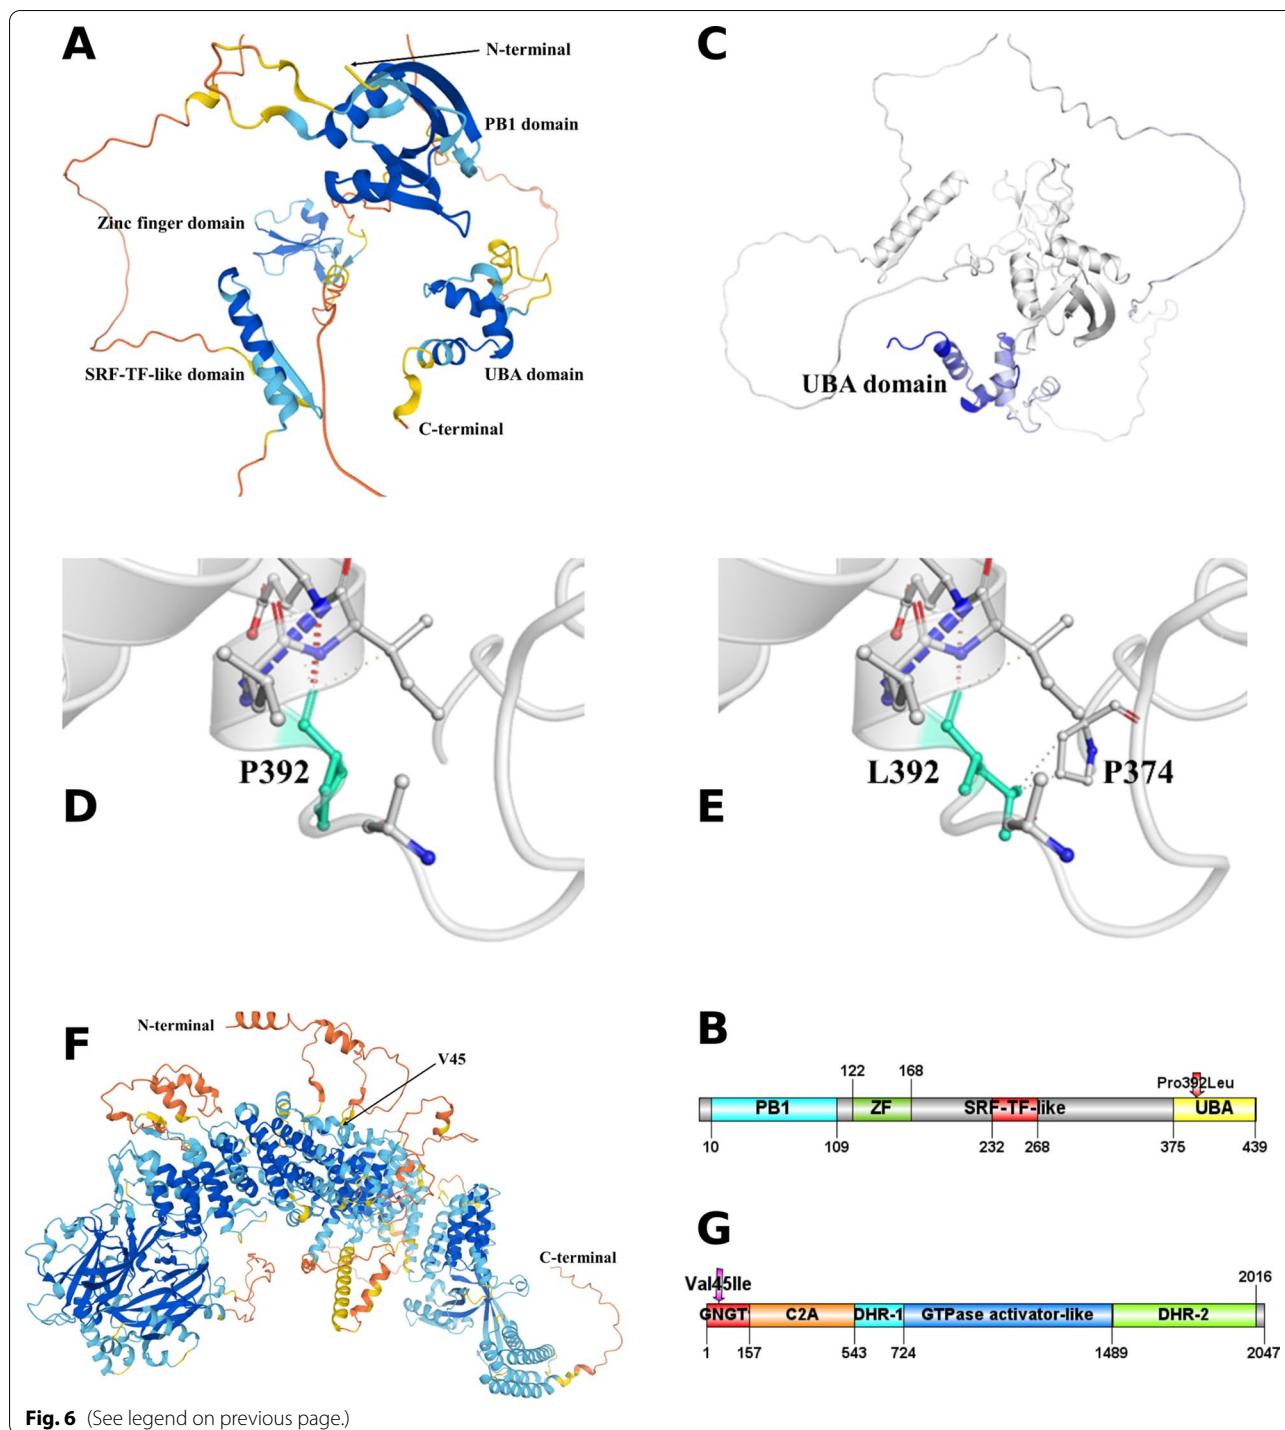 A
N-terminal
PB1 domain
Zinc finger domain
SRF-TF-like domain
UBA domain
C-terminal
C
UBA domain
P392
D
L392
P374
E
F
N-terminal
V45
C-terminal
B
122 168
Pro392Leu
PB1 ZF SRF-TF-like UBA
10 109 232 268 375 439
G
Val45Ile
2016
GNGT C2A DHR-1 GTPase activator-like DHR-2
1 157 543 724 1489 2047
Fig. 6 (See legend on previous page.)